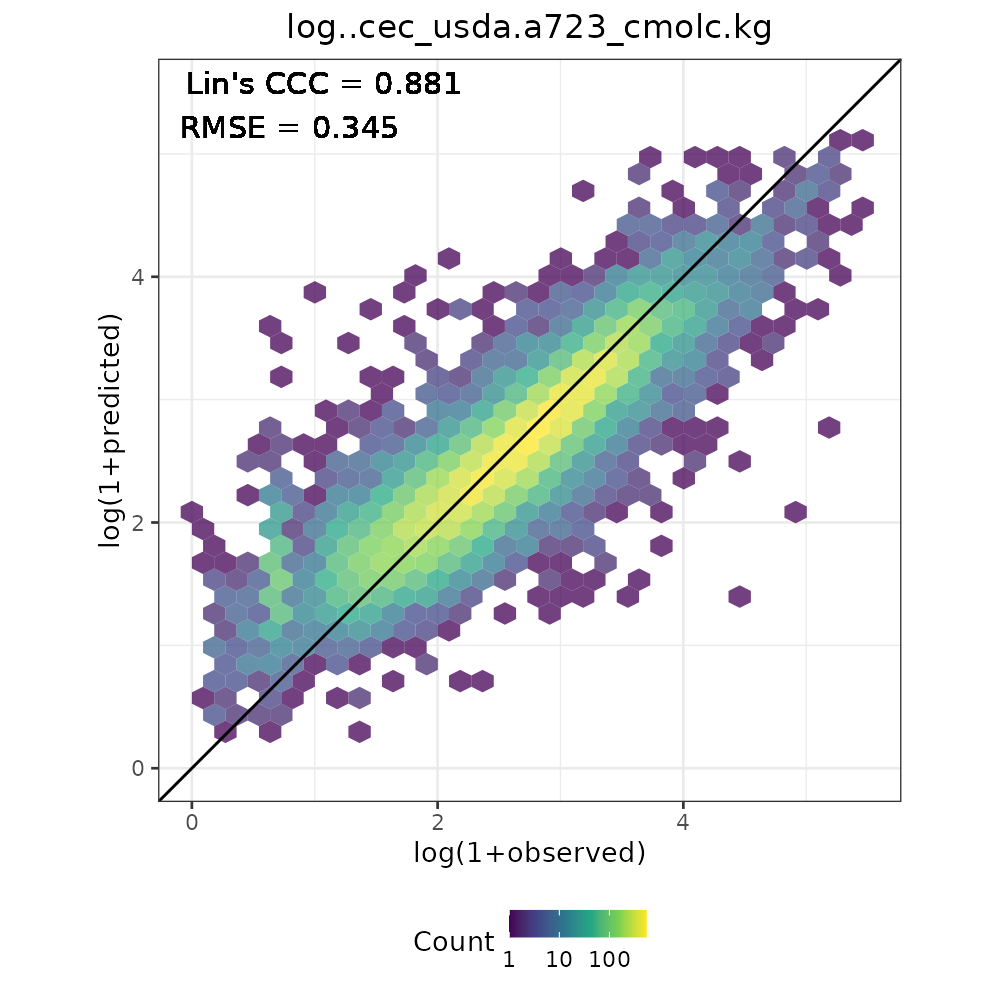 log..cec_usda.a723_cmolc.kg
Lin's CCC = 0.881
RMSE = 0.345
log(1+predicted)
4
2
0
0 2 4
log(1+observed)
Count
1 10 100